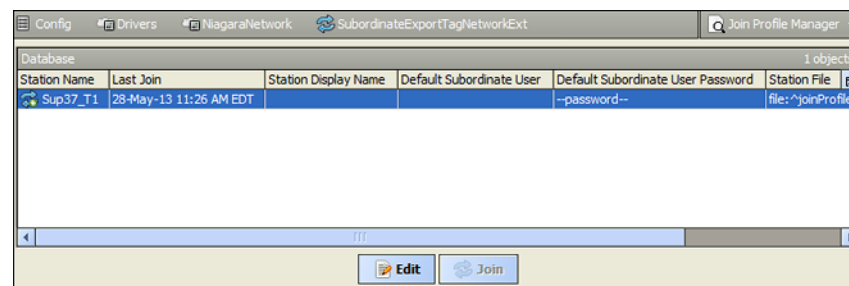 Config Drivers NiagaraNetwork SubordinateExportTagNetworkExt Join Profile Manager
Database 1 objects
Station Name Last Join Station Display Name Default Subordinate User Default Subordinate User Password Station File
Sup37_T1 28-May-13 11:26 AM EDT --password-- file:^joinProfile
Edit Join